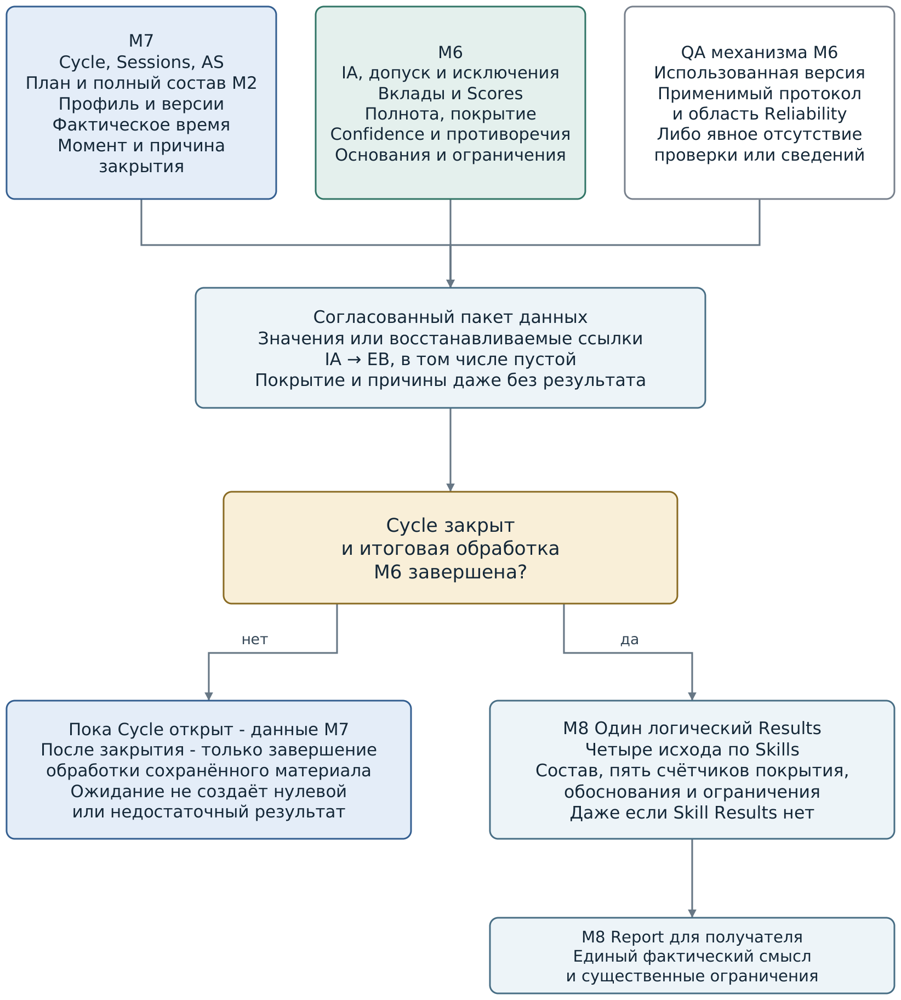 M7
Cycle, Sessions, AS
План и полный состав M2
Профиль и версии
Фактическое время
Момент и причина
закрытия
M6
IA, допуск и исключения
Вклады и Scores
Полнота, покрытие
Confidence и противоречия
Основания и ограничения
QA механизма M6
Использованная версия
Применимый протокол
и область Reliability
Либо явное отсутствие
проверки или сведений
Согласованный пакет данных
Значения или восстанавливаемые ссылки
IA → EB, в том числе пустой
Покрытие и причины даже без результата
Cycle закрыт
и итоговая обработка
M6 завершена?
нет
да
Пока Cycle открыт - данные M7
После закрытия - только завершение
обработки сохранённого материала
Ожидание не создаёт нулевой
или недостаточный результат
M8 Один логический Results
Четыре исхода по Skills
Состав, пять счётчиков покрытия,
обоснования и ограничения
Даже если Skill Results нет
M8 Report для получателя
Единый фактический смысл
и существенные ограничения